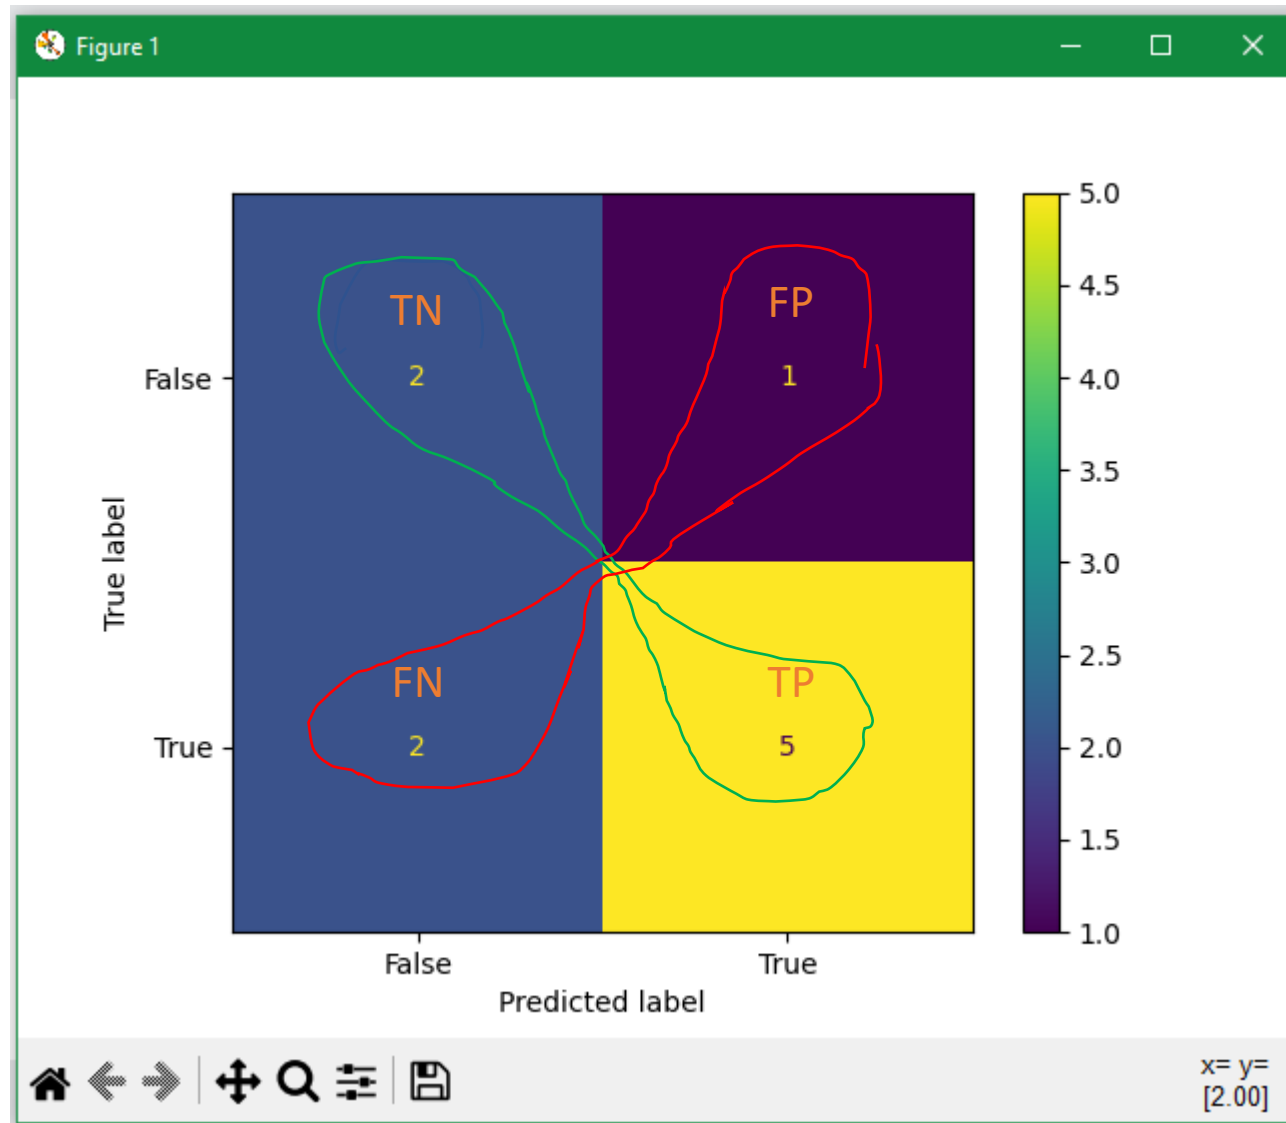 Figure 1
TN
FP
False
2
1
True label
FN
TP
True
2
5
False
True
Predicted label
5.0
4.5
4.0
3.5
3.0
2.5
2.0
1.5
1.0
x= y=
[2.00]